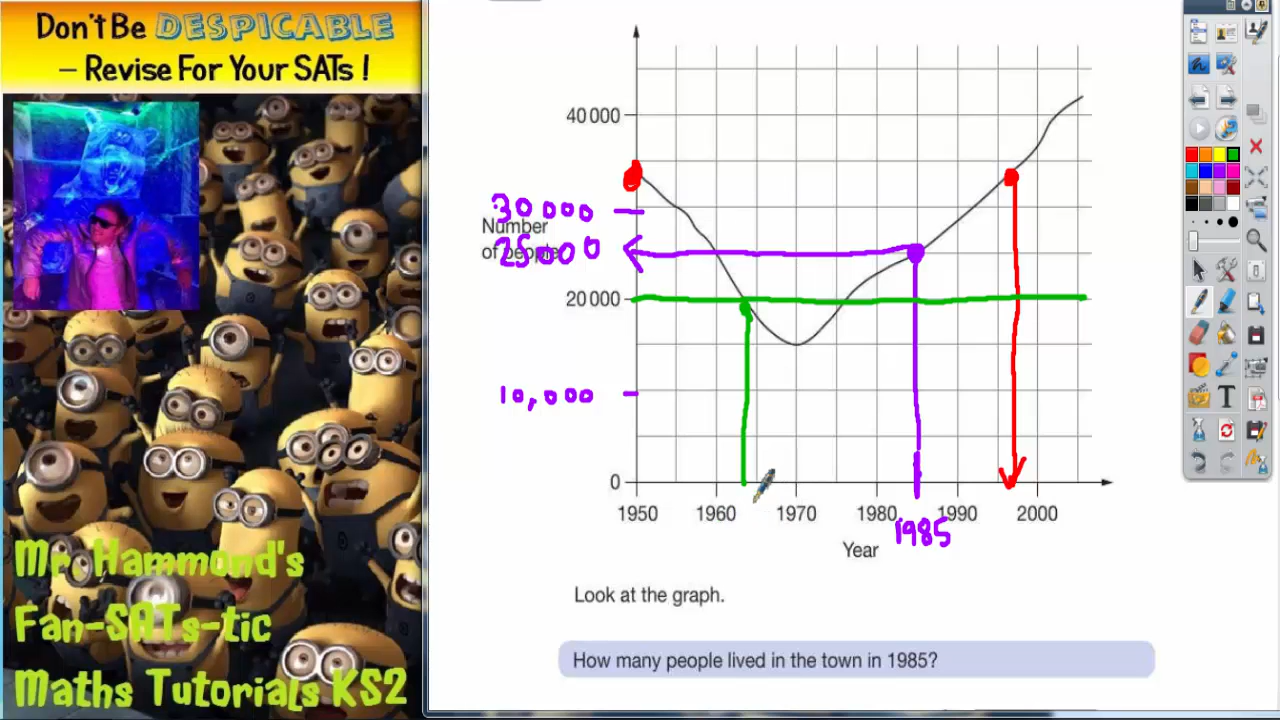 Don't Be DESPICABLE
– Revise For Your SATs !
Mr. Hammond's
Fan-SATs-tic
Maths Tutorials KS2
40 000
30 000
Number
of people
25000
20 000
10,000
0
1950 1960 1970 1980 1990 2000
1985
Year
Look at the graph.
How many people lived in the town in 1985?
T